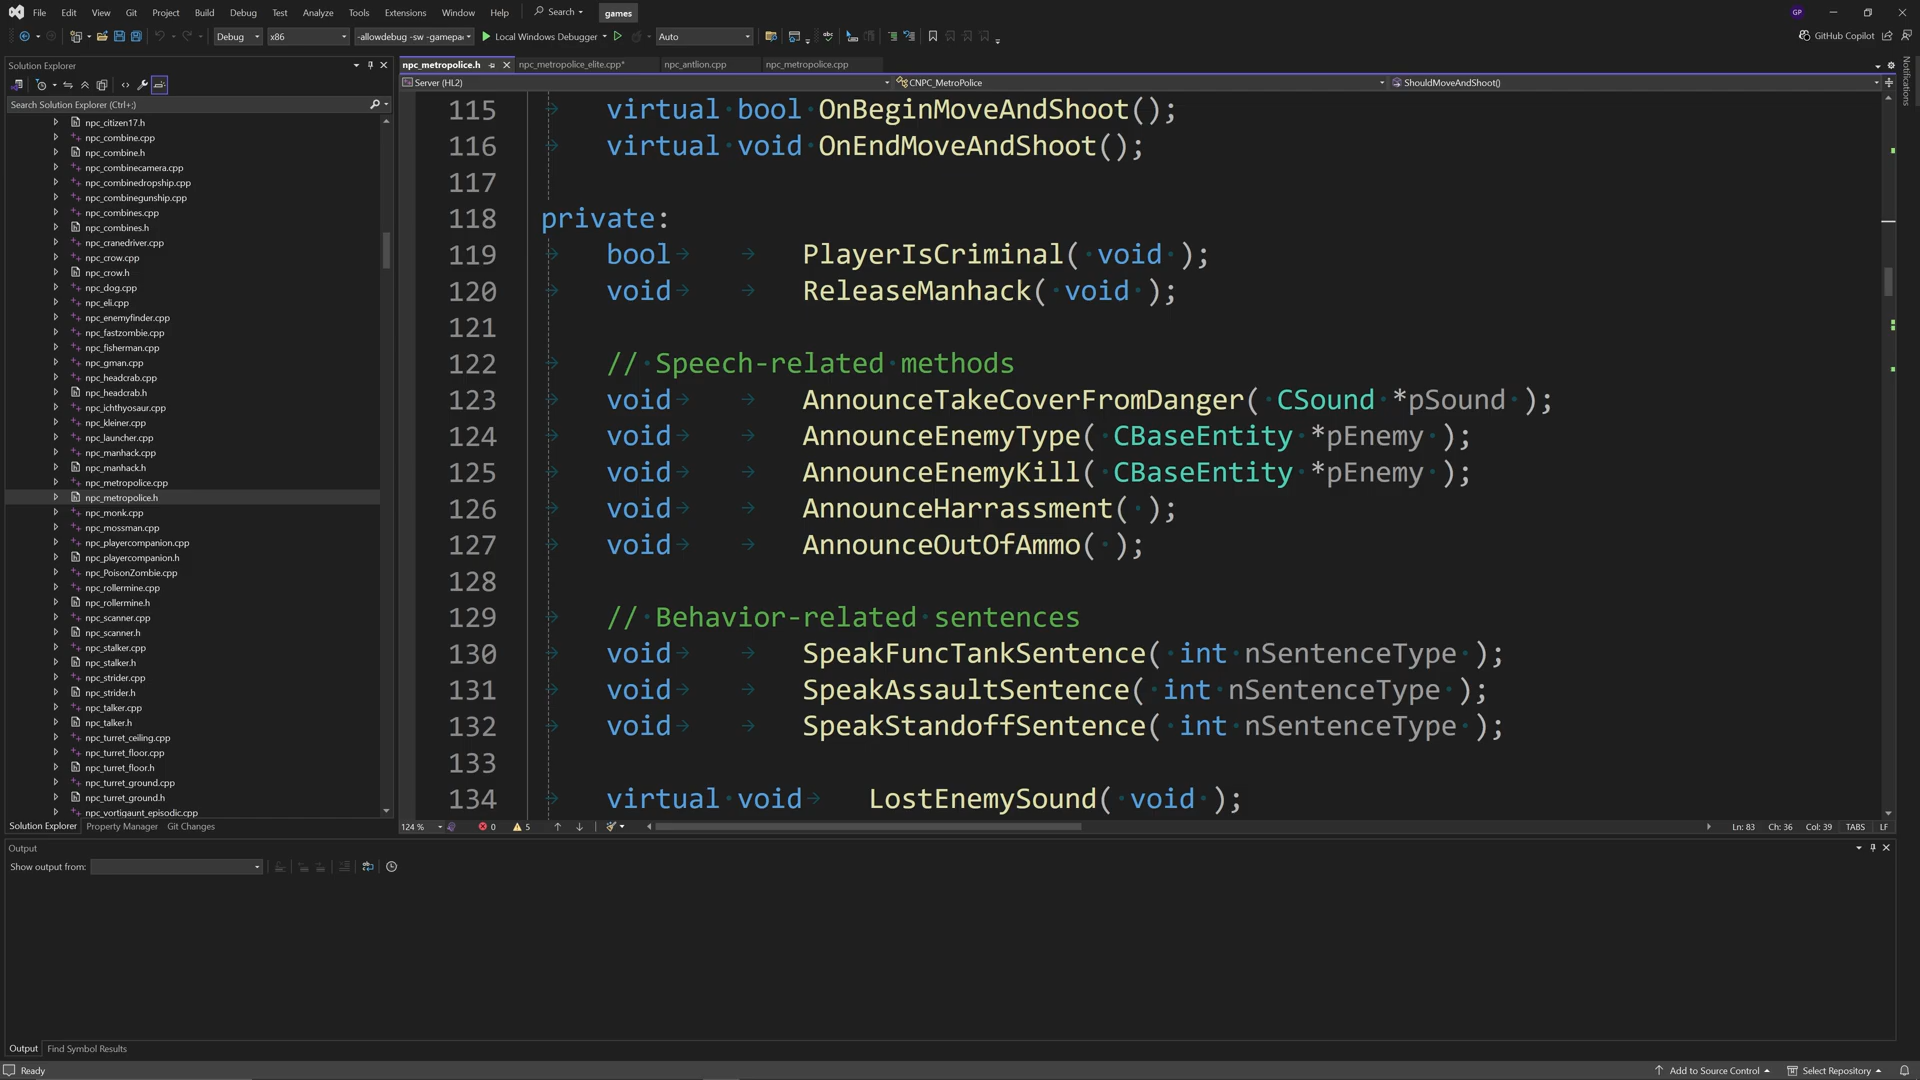 File Edit View Git Project Build Debug Test Analyze Tools Extensions Window Help Search games GP
Debug x86 -allowdebug -sw -gamepa Local Windows Debugger Auto GitHub Copilot
Solution Explorer
Search Solution Explorer (Ctrl+;)
npc_citizen17.h
npc_combine.cpp
npc_combine.h
npc_combinecamera.cpp
npc_combinedropship.cpp
npc_combinegunship.cpp
npc_combines.cpp
npc_combines.h
npc_cranedriver.cpp
npc_crow.cpp
npc_crow.h
npc_dog.cpp
npc_eli.cpp
npc_enemyfinder.cpp
npc_fastzombie.cpp
npc_fisherman.cpp
npc_gman.cpp
npc_headcrab.cpp
npc_headcrab.h
npc_ichthyosaur.cpp
npc_kleiner.cpp
npc_launcher.cpp
npc_manhack.cpp
npc_manhack.h
npc_metropolice.cpp
npc_metropolice.h
npc_monk.cpp
npc_mossman.cpp
npc_playercompanion.cpp
npc_playercompanion.h
npc_PoisonZombie.cpp
npc_rollermine.cpp
npc_rollermine.h
npc_scanner.cpp
npc_scanner.h
npc_stalker.cpp
npc_stalker.h
npc_strider.cpp
npc_strider.h
npc_talker.cpp
npc_talker.h
npc_turret_ceiling.cpp
npc_turret_floor.cpp
npc_turret_floor.h
npc_turret_ground.cpp
npc_turret_ground.h
npc_vortigaunt_episodic.cpp
Solution Explorer Property Manager Git Changes
npc_metropolice.h npc_metropolice_elite.cpp* npc_antlion.cpp npc_metropolice.cpp
Server (HL2) CNPC_MetroPolice ShouldMoveAndShoot()
115 virtual bool OnBeginMoveAndShoot();
116 virtual void OnEndMoveAndShoot();
117
118 private:
119 bool PlayerIsCriminal( void );
120 void ReleaseManhack( void );
121
122 // Speech-related methods
123 void AnnounceTakeCoverFromDanger( CSound *pSound );
124 void AnnounceEnemyType( CBaseEntity *pEnemy );
125 void AnnounceEnemyKill( CBaseEntity *pEnemy );
126 void AnnounceHarrassment( );
127 void AnnounceOutOfAmmo( );
128
129 // Behavior-related sentences
130 void SpeakFuncTankSentence( int nSentenceType );
131 void SpeakAssaultSentence( int nSentenceType );
132 void SpeakStandoffSentence( int nSentenceType );
133
134 virtual void LostEnemySound( void );
124 % 0 5 Ln: 83 Ch: 36 Col: 39 TABS LF
Notifications
Output
Show output from:
Output Find Symbol Results
Ready Add to Source Control Select Repository